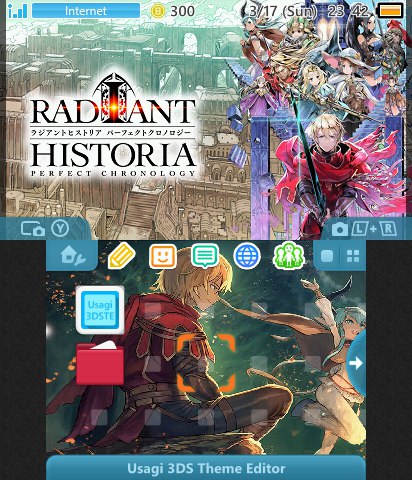 Internet
300
3/17 (Sun) 23 42
RADIANT
ラジアントヒストリア パーフェクトクロノロジー
HISTORIA
PERFECT CHRONOLOGY
Y
L+R
Usagi
3DSTE
Usagi 3DS Theme Editor